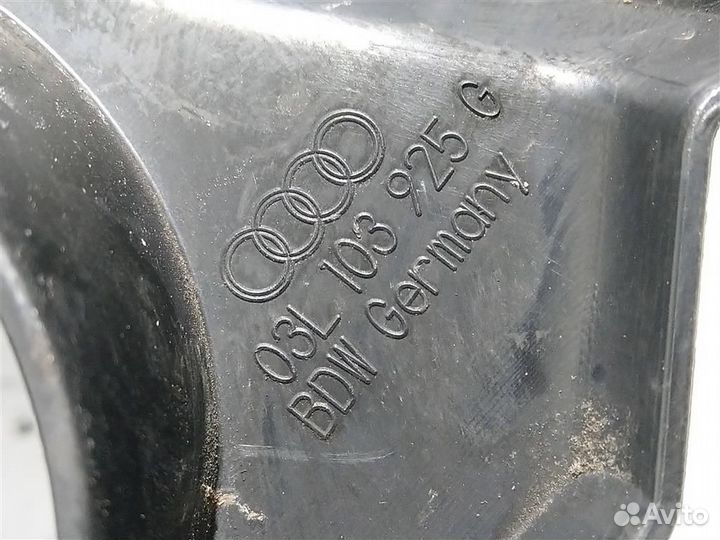 03L 103 925 G
BDW Germany
Avito